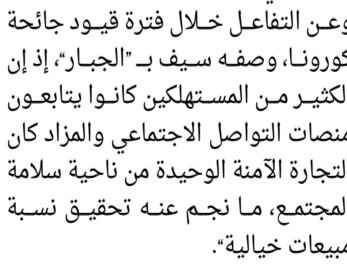 وعن التفاعل خلال فترة قيود جائحة
كورونا، وصفه سيف بـ "الجبار"، إذ إن
الكثير من المستهلكين كانوا يتابعون
منصات التواصل الاجتماعي والمزاد كان
التجارة الآمنة الوحيدة من ناحية سلامة
المجتمع، ما نجم عنه تحقيق نسبة
مبيعات خيالية".